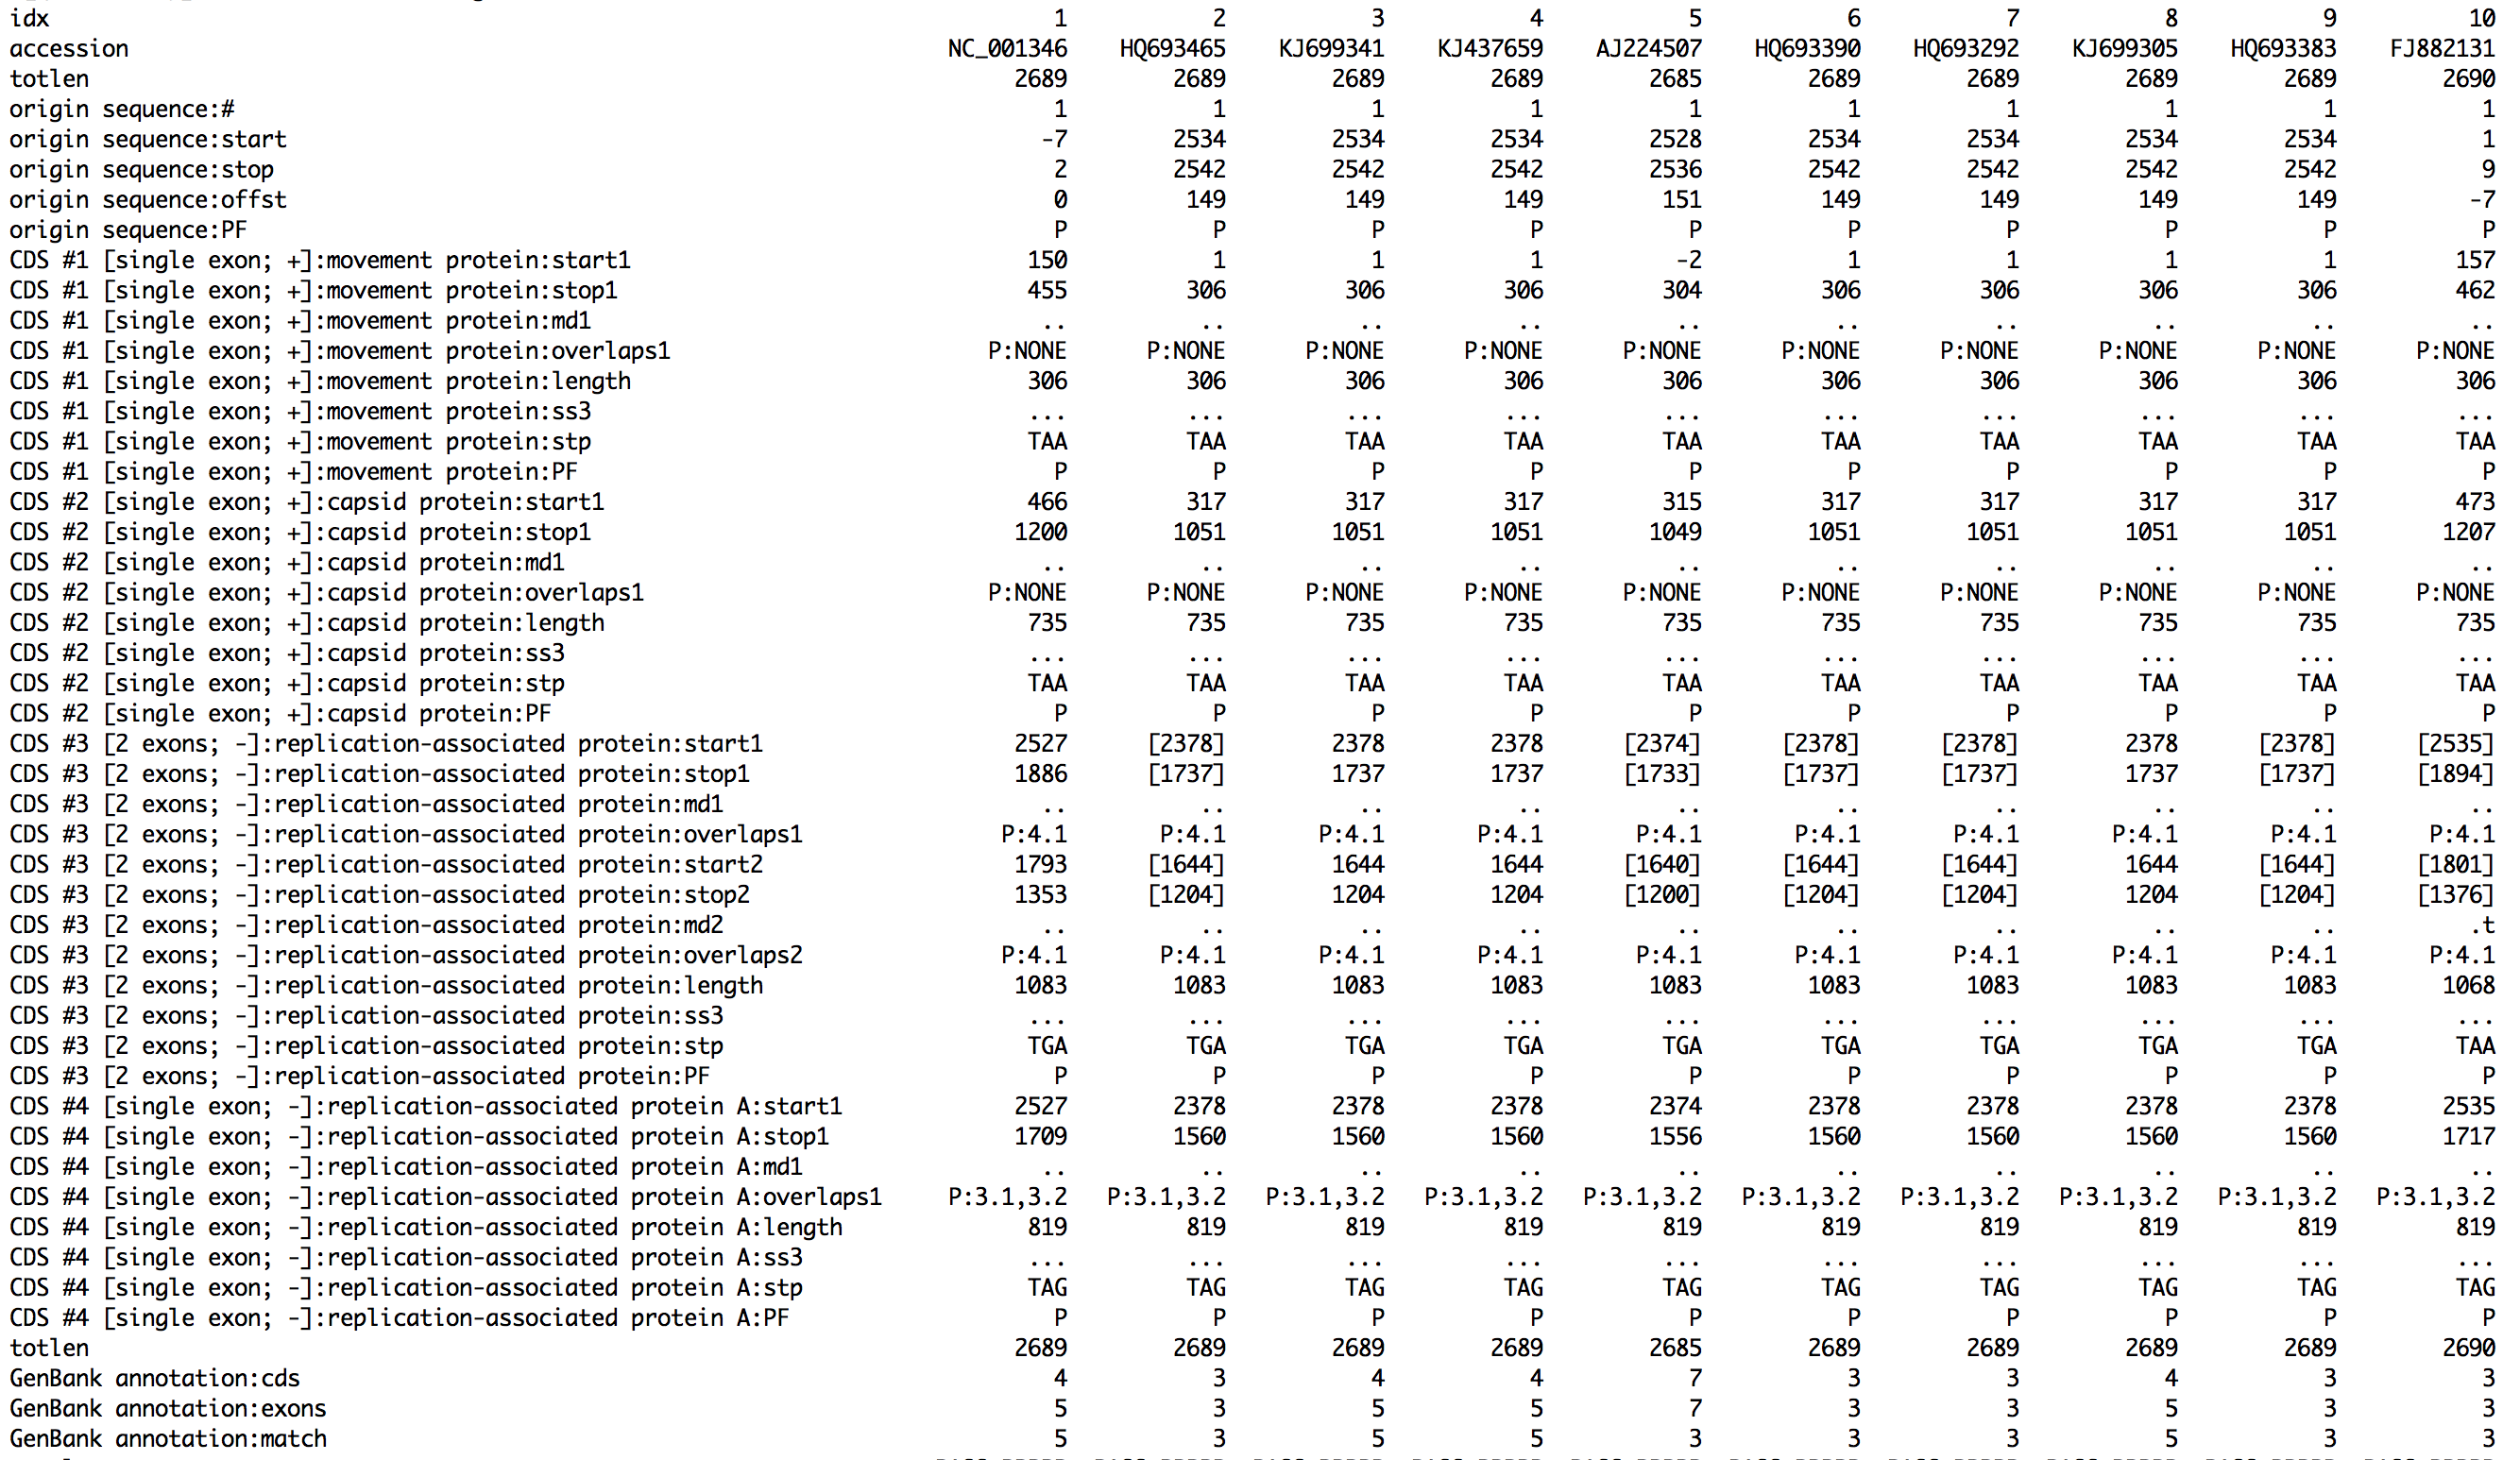 idx 1 2 3 4 5 6 7 8 9 10
accession NC_001346 HQ693465 KJ699341 KJ437659 AJ224507 HQ693390 HQ693292 KJ699305 HQ693383 FJ882131
totlen 2689 2689 2689 2689 2685 2689 2689 2689 2689 2690
origin sequence:# 1 1 1 1 1 1 1 1 1 1
origin sequence:start -7 2534 2534 2534 2528 2534 2534 2534 2534 1
origin sequence:stop 2 2542 2542 2542 2536 2542 2542 2542 2542 9
origin sequence:offst 0 149 149 149 151 149 149 149 149 -7
origin sequence:PF P P P P P P P P P P
CDS #1 [single exon; +]:movement protein:start1 150 1 1 1 -2 1 1 1 1 157
CDS #1 [single exon; +]:movement protein:stop1 455 306 306 306 304 306 306 306 306 462
CDS #1 [single exon; +]:movement protein:md1 .. .. .. .. .. .. .. .. .. ..
CDS #1 [single exon; +]:movement protein:overlaps1 P:NONE P:NONE P:NONE P:NONE P:NONE P:NONE P:NONE P:NONE P:NONE P:NONE
CDS #1 [single exon; +]:movement protein:length 306 306 306 306 306 306 306 306 306 306
CDS #1 [single exon; +]:movement protein:ss3 ... ... ... ... ... ... ... ... ... ...
CDS #1 [single exon; +]:movement protein:stp TAA TAA TAA TAA TAA TAA TAA TAA TAA TAA
CDS #1 [single exon; +]:movement protein:PF P P P P P P P P P P
CDS #2 [single exon; +]:capsid protein:start1 466 317 317 317 315 317 317 317 317 473
CDS #2 [single exon; +]:capsid protein:stop1 1200 1051 1051 1051 1049 1051 1051 1051 1051 1207
CDS #2 [single exon; +]:capsid protein:md1 .. .. .. .. .. .. .. .. .. ..
CDS #2 [single exon; +]:capsid protein:overlaps1 P:NONE P:NONE P:NONE P:NONE P:NONE P:NONE P:NONE P:NONE P:NONE P:NONE
CDS #2 [single exon; +]:capsid protein:length 735 735 735 735 735 735 735 735 735 735
CDS #2 [single exon; +]:capsid protein:ss3 ... ... ... ... ... ... ... ... ... ...
CDS #2 [single exon; +]:capsid protein:stp TAA TAA TAA TAA TAA TAA TAA TAA TAA TAA
CDS #2 [single exon; +]:capsid protein:PF P P P P P P P P P P
CDS #3 [2 exons; -]:replication-associated protein:start1 2527 [2378] 2378 2378 [2374] [2378] [2378] 2378 [2378] [2535]
CDS #3 [2 exons; -]:replication-associated protein:stop1 1886 [1737] 1737 1737 [1733] [1737] [1737] 1737 [1737] [1894]
CDS #3 [2 exons; -]:replication-associated protein:md1 .. .. .. .. .. .. .. .. .. ..
CDS #3 [2 exons; -]:replication-associated protein:overlaps1 P:4.1 P:4.1 P:4.1 P:4.1 P:4.1 P:4.1 P:4.1 P:4.1 P:4.1 P:4.1
CDS #3 [2 exons; -]:replication-associated protein:start2 1793 [1644] 1644 1644 [1640] [1644] [1644] 1644 [1644] [1801]
CDS #3 [2 exons; -]:replication-associated protein:stop2 1353 [1204] 1204 1204 [1200] [1204] [1204] 1204 [1204] [1376]
CDS #3 [2 exons; -]:replication-associated protein:md2 .. .. .. .. .. .. .. .. .. .t
CDS #3 [2 exons; -]:replication-associated protein:overlaps2 P:4.1 P:4.1 P:4.1 P:4.1 P:4.1 P:4.1 P:4.1 P:4.1 P:4.1 P:4.1
CDS #3 [2 exons; -]:replication-associated protein:length 1083 1083 1083 1083 1083 1083 1083 1083 1083 1068
CDS #3 [2 exons; -]:replication-associated protein:ss3 ... ... ... ... ... ... ... ... ... ...
CDS #3 [2 exons; -]:replication-associated protein:stp TGA TGA TGA TGA TGA TGA TGA TGA TGA TAA
CDS #3 [2 exons; -]:replication-associated protein:PF P P P P P P P P P P
CDS #4 [single exon; -]:replication-associated protein A:start1 2527 2378 2378 2378 2374 2378 2378 2378 2378 2535
CDS #4 [single exon; -]:replication-associated protein A:stop1 1709 1560 1560 1560 1556 1560 1560 1560 1560 1717
CDS #4 [single exon; -]:replication-associated protein A:md1 .. .. .. .. .. .. .. .. .. ..
CDS #4 [single exon; -]:replication-associated protein A:overlaps1 P:3.1,3.2 P:3.1,3.2 P:3.1,3.2 P:3.1,3.2 P:3.1,3.2 P:3.1,3.2 P:3.1,3.2 P:3.1,3.2 P:3.1,3.2 P:3.1,3.2
CDS #4 [single exon; -]:replication-associated protein A:length 819 819 819 819 819 819 819 819 819 819
CDS #4 [single exon; -]:replication-associated protein A:ss3 ... ... ... ... ... ... ... ... ... ...
CDS #4 [single exon; -]:replication-associated protein A:stp TAG TAG TAG TAG TAG TAG TAG TAG TAG TAG
CDS #4 [single exon; -]:replication-associated protein A:PF P P P P P P P P P P
totlen 2689 2689 2689 2689 2685 2689 2689 2689 2689 2690
GenBank annotation:cds 4 3 4 4 7 3 3 4 3 3
GenBank annotation:exons 5 3 5 5 7 3 3 5 3 3
GenBank annotation:match 5 3 5 5 3 3 3 5 3 3